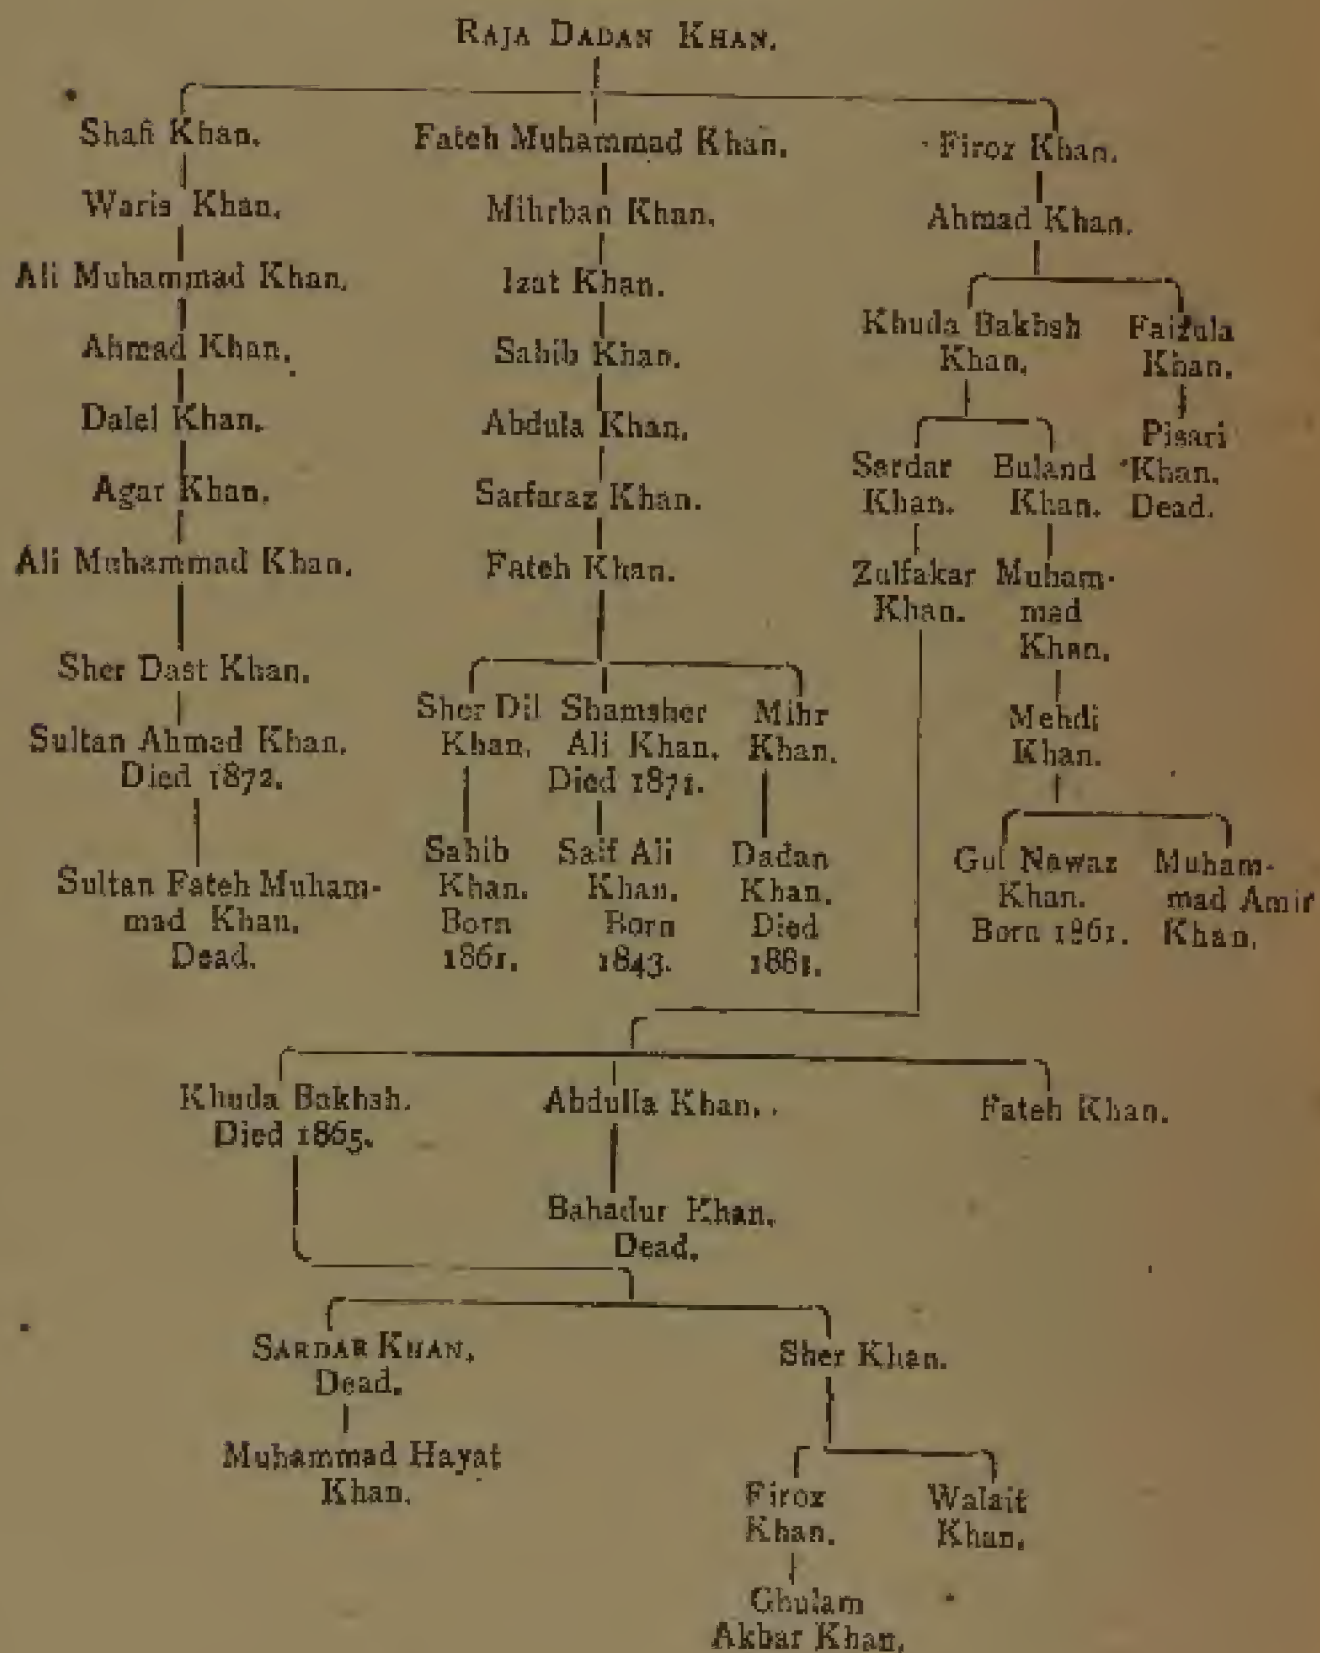 RAJA DADAN KHAN.
Shafi Khan.
Fateh Muhammad Khan.
Firoz Khan.
Waris Khan.
Mihrban Khan.
Ahmad Khan.
Ali Muhammad Khan.
Izat Khan.
Khuda Bakhsh
Khan.
Faizula
Khan.
Ahmad Khan.
Sahib Khan.
Dalel Khan.
Abdula Khan.
Sardar
Khan.
Buland
Khan.
Pisari
Khan.
Dead.
Agar Khan.
Sarfaraz Khan.
Ali Muhammad Khan.
Fateh Khan.
Zulfakar
Khan.
Muham-
mad
Khan.
Sher Dast Khan.
Sher Dil
Khan.
Shamsher
Ali Khan.
Died 1871.
Mihr
Khan.
Mehdi
Khan.
Sultan Ahmad Khan.
Died 1872.
Sultan Fateh Muham-
mad Khan.
Dead.
Sahib
Khan.
Born
1861.
Saif Ali
Khan.
Born
1843.
Dadan
Khan.
Died
1881.
Gul Nawaz
Khan.
Born 1861.
Muham-
mad Amir
Khan.
Khuda Bakhsh.
Died 1865.
Abdulla Khan.
Fateh Khan.
Bahadur Khan.
Dead.
SARDAR KHAN.
Dead.
Sher Khan.
Muhammad Hayat
Khan.
Firoz
Khan.
Walait
Khan.
Ghulam
Akbar Khan.